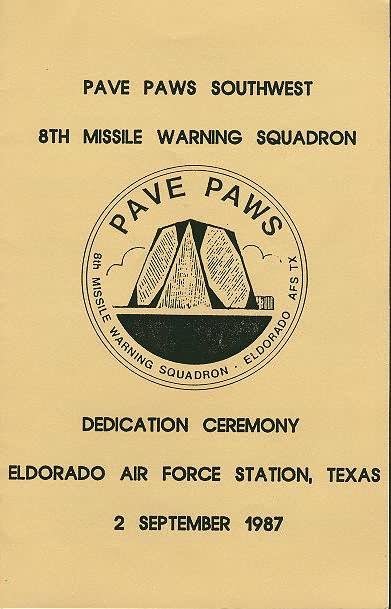 PAVE PAWS SOUTHWEST
8TH MISSILE WARNING SQUADRON
PAVE PAWS
8th MISSILE WARNING SQUADRON · ELDORADO AFS TX
DEDICATION CEREMONY
ELDORADO AIR FORCE STATION, TEXAS
2 SEPTEMBER 1987